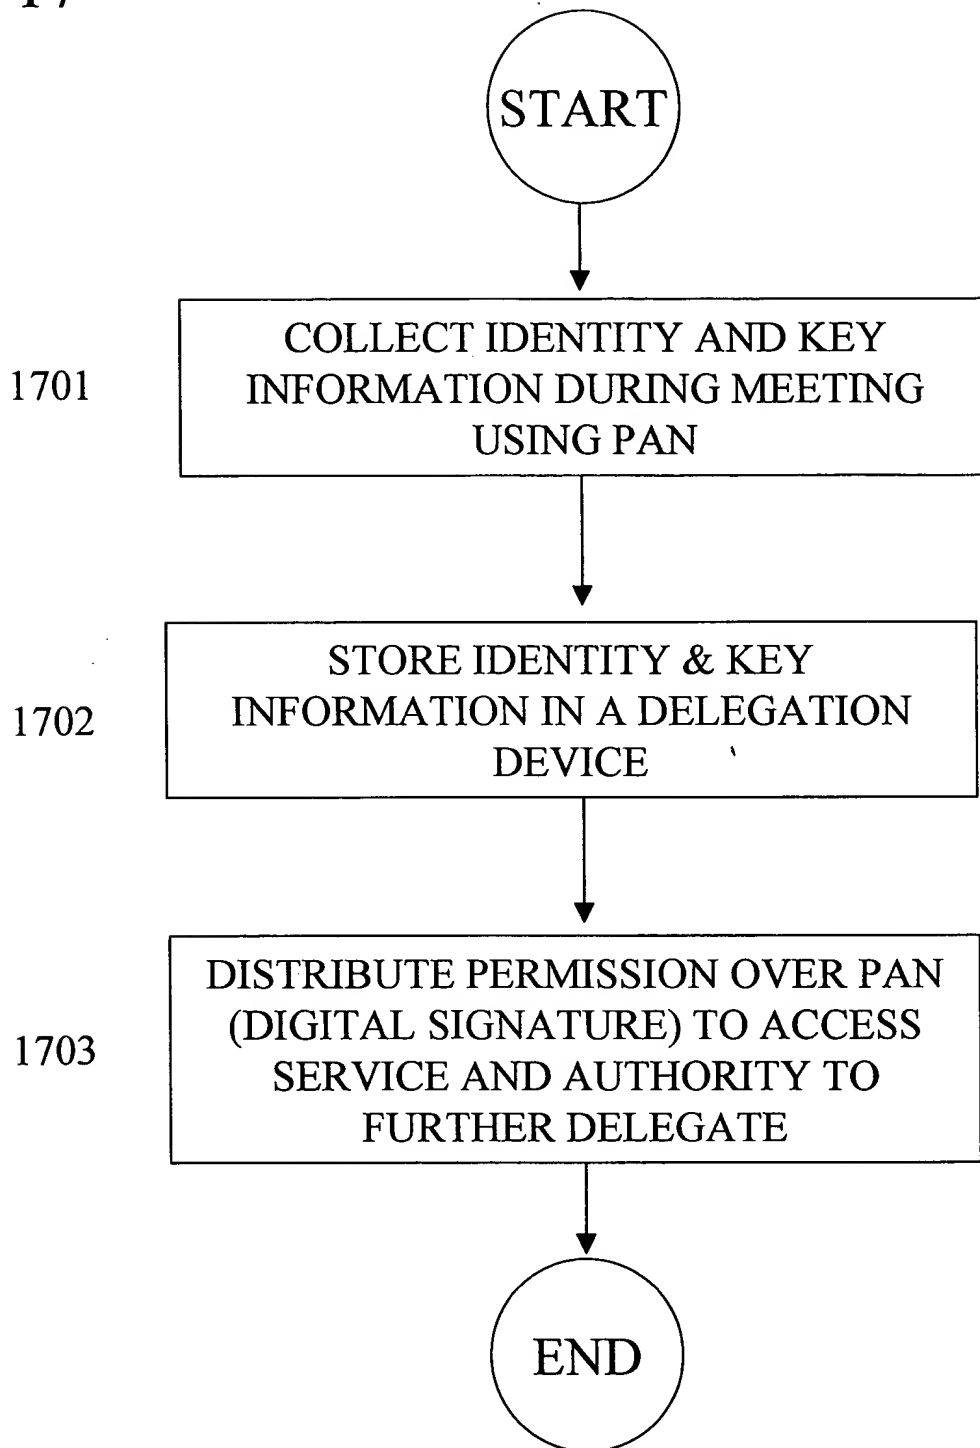 START
1701
COLLECT IDENTITY AND KEY
INFORMATION DURING MEETING
USING PAN
1702
STORE IDENTITY & KEY
INFORMATION IN A DELEGATION
DEVICE
1703
DISTRIBUTE PERMISSION OVER PAN
(DIGITAL SIGNATURE) TO ACCESS
SERVICE AND AUTHORITY TO
FURTHER DELEGATE
END